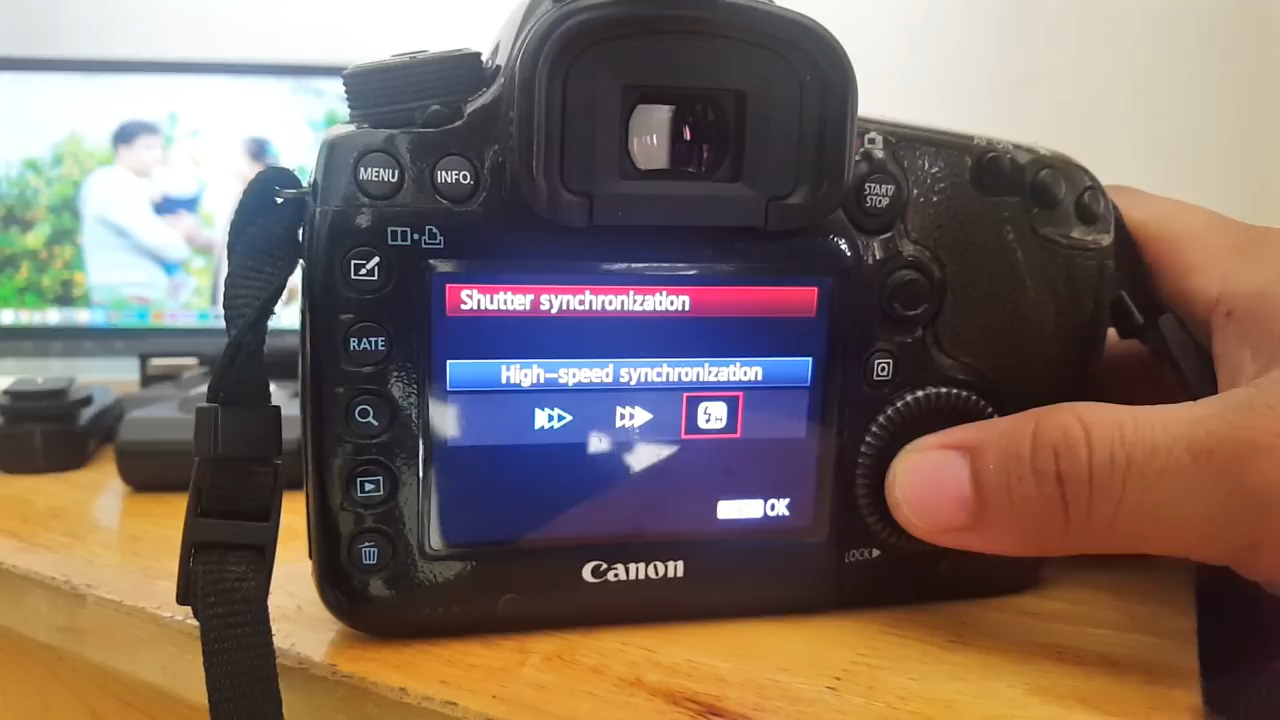 MENU
INFO.
START/
STOP
Shutter synchronization
RATE
High-speed synchronization
Q
H
OK
LOCK
Canon